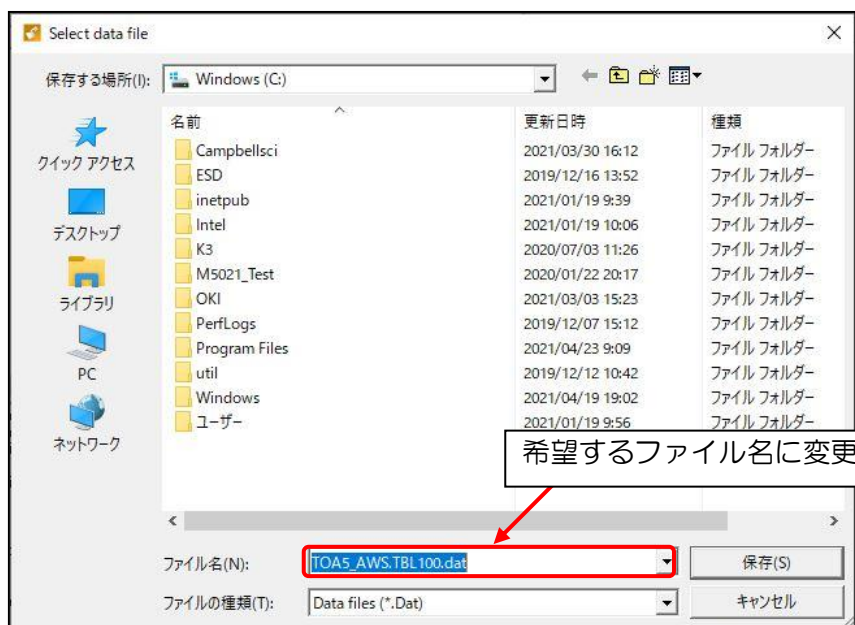 Select data file
保存する場所(I): Windows (C:)
クイック アクセス
デスクトップ
ライブラリ
PC
ネットワーク
名前 更新日時 種類
Campbellsci 2021/03/30 16:12 ファイル フォルダー
ESD 2019/12/16 13:52 ファイル フォルダー
inetpub 2021/01/19 9:39 ファイル フォルダー
Intel 2021/01/19 10:06 ファイル フォルダー
K3 2020/07/03 11:26 ファイル フォルダー
M5021_Test 2020/01/22 20:17 ファイル フォルダー
OKI 2021/03/03 15:23 ファイル フォルダー
PerfLogs 2019/12/07 15:12 ファイル フォルダー
Program Files 2021/04/23 9:09 ファイル フォルダー
util 2019/12/12 10:42 ファイル フォルダー
Windows 2021/04/19 19:02 ファイル フォルダー
ユーザー 2021/01/19 9:56 ファイル フォルダー
希望するファイル名に変更
ファイル名(N): TOA5_AWS.TBL100.dat 保存(S)
ファイルの種類(T): Data files (*.Dat) キャンセル